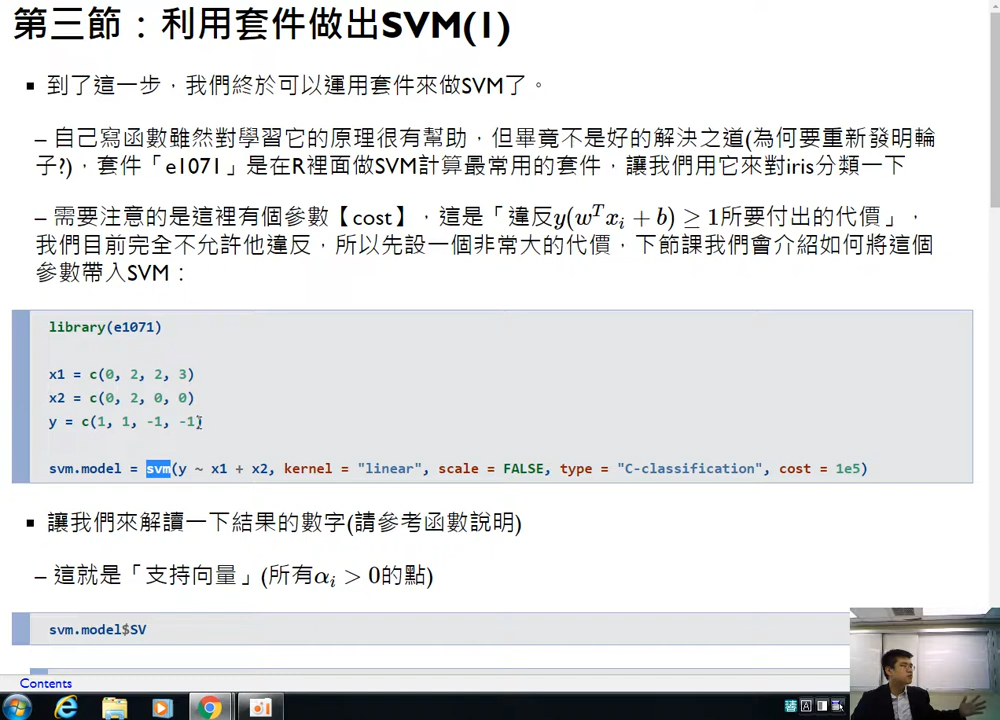 第三節：利用套件做出SVM(1)
▪ 到了這一步，我們終於可以運用套件來做SVM了。
– 自己寫函數雖然對學習它的原理很有幫助，但畢竟不是好的解決之道(為何要重新發明輪
子?)，套件「e1071」是在R裡面做SVM計算最常用的套件，讓我們用它來對iris分類一下
– 需要注意的是這裡有個參數【cost】，這是「違反y(wᵀxᵢ + b) ≥ 1所要付出的代價」，
我們目前完全不允許他違反，所以先設一個非常大的代價，下節課我們會介紹如何將這個
參數帶入SVM：
library(e1071)
x1 = c(0, 2, 2, 3)
x2 = c(0, 2, 0, 0)
y = c(1, 1, -1, -1)
svm.model = svm(y ~ x1 + x2, kernel = "linear", scale = FALSE, type = "C-classification", cost = 1e5)
▪ 讓我們來解讀一下結果的數字(請參考函數說明)
– 這就是「支持向量」(所有αᵢ > 0的點)
svm.model$SV
Contents